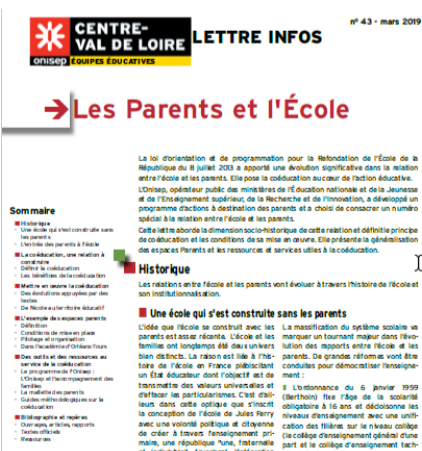 nº 43 - mars 2019
CENTRE-
VAL DE LOIRE
LETTRE INFOS
onisep ÉQUIPES ÉDUCATIVES
Les Parents et l'École
La loi d'orientation et de programmation pour la Refondation de l'École de la
République du 8 juillet 2013 a apporté une évolution significative dans la relation
entre l'école et les parents. Elle pose la coéducation au cœur de l'action éducative.
L'Onisep, opérateur public des ministères de l'Éducation nationale et de la Jeunesse
et de l'Enseignement supérieur, de la Recherche et de l'Innovation, a développé un
programme d'actions à destination des parents et a choisi de consacrer un numéro
spécial à la relation entre l'école et les parents.
Cette lettre aborde la dimension socio-historique de cette relation et définit le principe
de coéducation et les conditions de sa mise en œuvre. Elle présente la généralisation
des espaces Parents et les ressources et services utiles à la coéducation.
Sommaire
Historique
- Une école qui s'est construite sans
les parents
- L'entrée des parents à l'école
La coéducation, une relation à
construire
- Définir la coéducation
- Les bénéfices de la coéducation
Mettre en œuvre la coéducation
- Des évolutions appuyées par des
textes
- De l'école au territoire éducatif
L'exemple des espaces parents
- Définition
- Conditions de mise en place
- Pilotage et organisation
- Dans l'académie d'Orléans-Tours
Des outils et des ressources au
service de la coéducation
- Le programme de l'Onisep :
L'Onisep et l'accompagnement des
familles
- La mallette des parents
- Guides méthodologiques sur la
coéducation
Bibliographie et repères
- Ouvrages, articles, rapports
- Textes officiels
- Ressources
Historique
Les relations entre l'école et les parents vont évoluer à travers l'histoire de l'école et
son institutionnalisation.
Une école qui s'est construite sans les parents
L'idée que l'école se construit avec les
parents est assez récente. L'école et les
familles ont longtemps été deux univers
bien distincts. La raison est liée à l'his-
toire de l'école en France plébiscitant
un État éducateur dont l'objectif est de
transmettre des valeurs universelles et
d'effacer les particularismes. C'est d'ail-
leurs dans cette optique que s'inscrit
la conception de l'école de Jules Ferry
avec une volonté politique et citoyenne
de créer à travers l'enseignement pri-
maire, une république "une, fraternelle
La massification du système scolaire va
marquer un tournant majeur dans l'évo-
lution des rapports entre l'école et les
parents. De grandes réformes vont être
conduites pour démocratiser l'enseigne-
ment :
L'Ordonnance du 6 janvier 1959
(Berthoin) fixe l'âge de la scolarité
obligatoire à 16 ans et décloisonne les
niveaux d'enseignement avec une unifi-
cation des filières sur le niveau collège
(le collège d'enseignement général d'une
part et le collège d'enseignement tech-